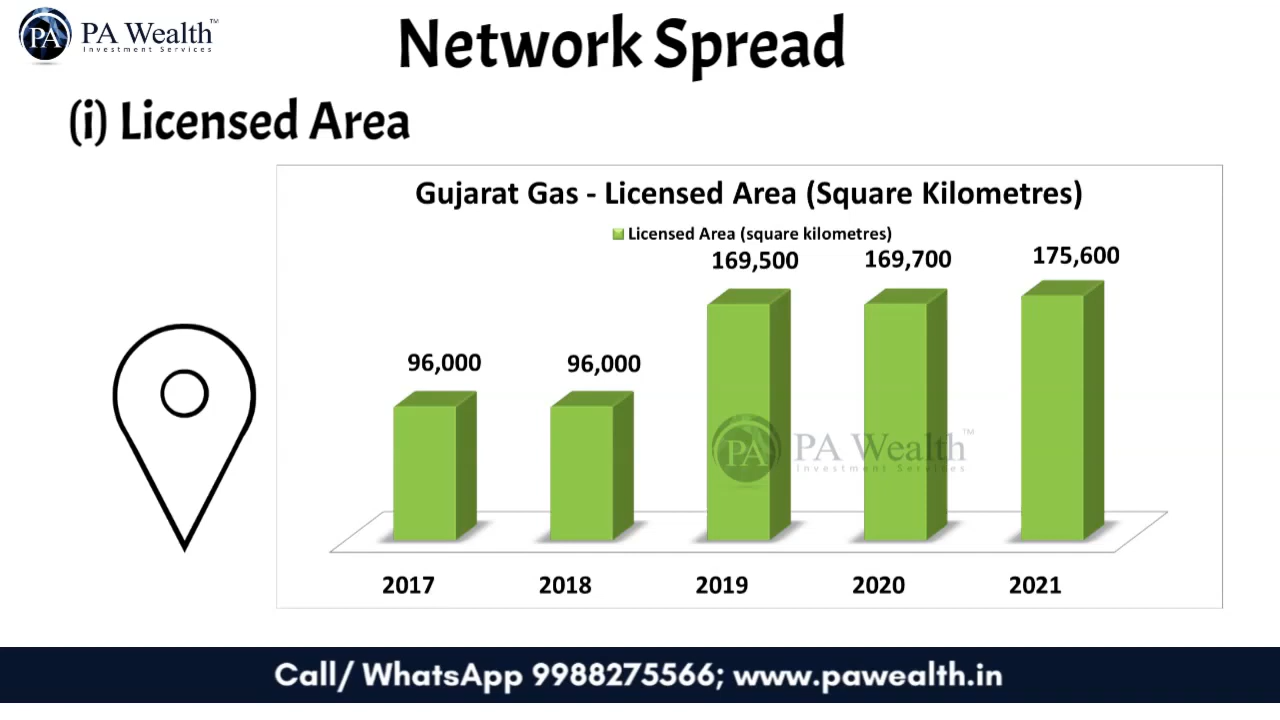 PA
PA Wealth™
Investment Services
Network Spread
(i) Licensed Area
Gujarat Gas - Licensed Area (Square Kilometres)
Licensed Area (square kilometres)
96,000
96,000
169,500
169,700
175,600
PA
PA Wealth™
Investment Services
2017
2018
2019
2020
2021
Call/ WhatsApp 9988275566; www.pawealth.in